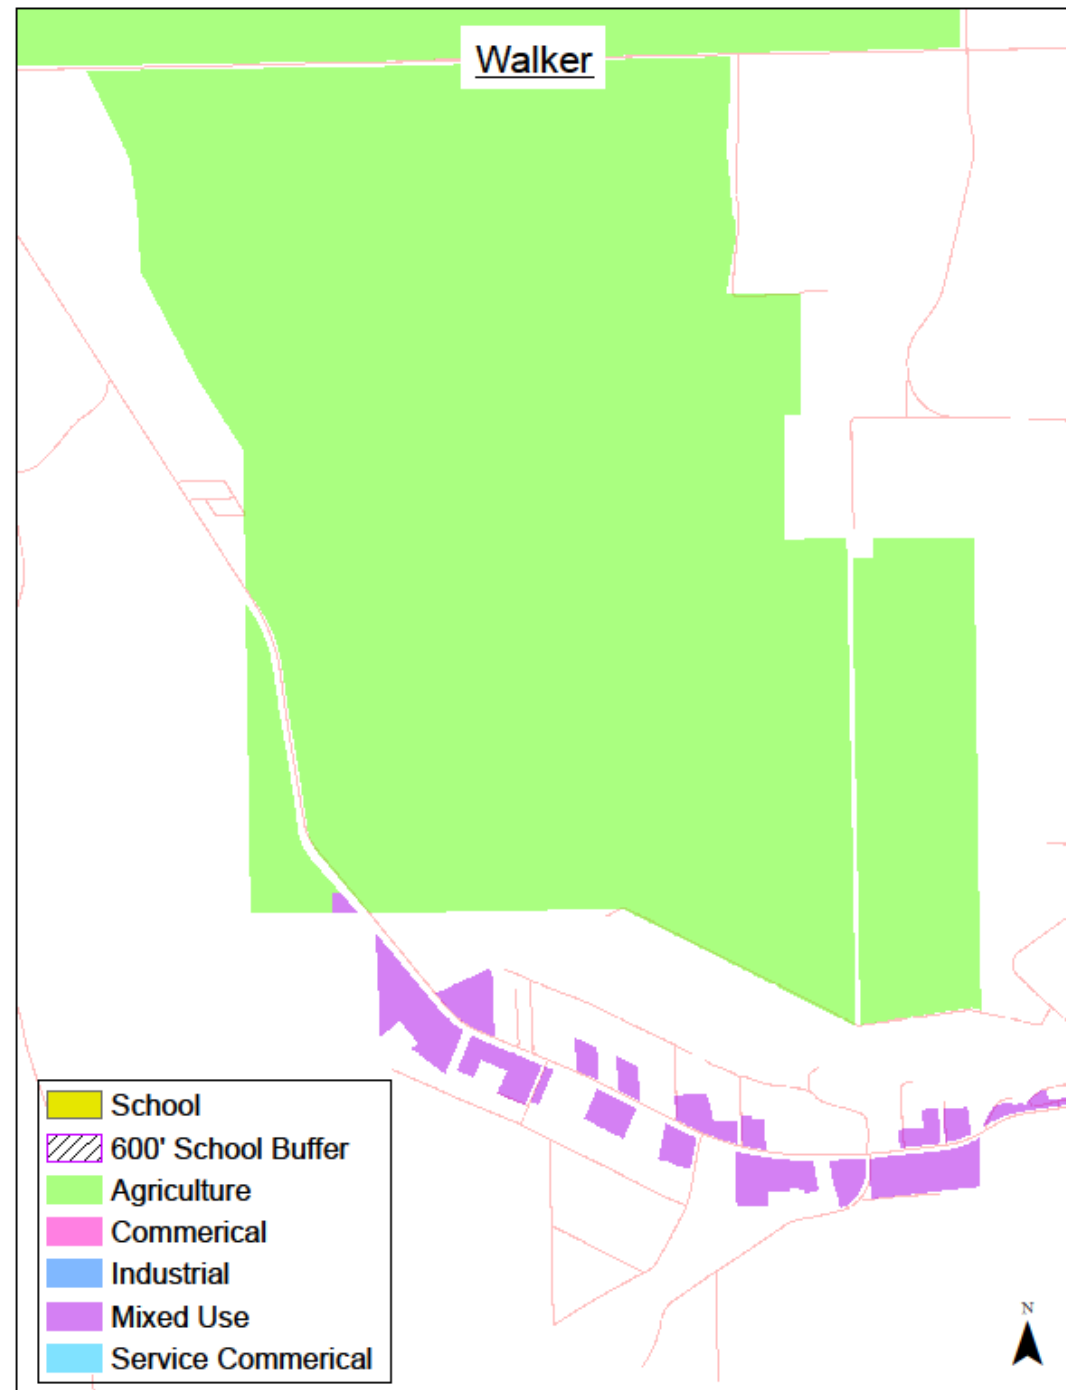 Walker
School
600' School Buffer
Agriculture
Commerical
Industrial
Mixed Use
Service Commerical
N